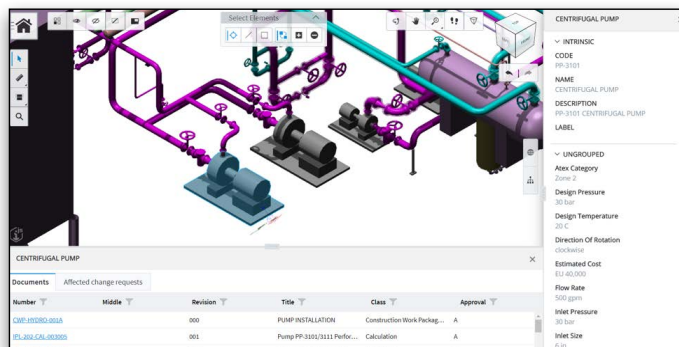 Select Elements
CENTRIFUGAL PUMP
INTRINSIC
CODE
PP-3101
NAME
CENTRIFUGAL PUMP
DESCRIPTION
PP-3101 CENTRIFUGAL PUMP
LABEL
UNGROUPED
Atex Category
Zone 2
Design Pressure
30 bar
Design Temperature
20 C
Direction Of Rotation
clockwise
Estimated Cost
EU 40,000
Flow Rate
500 gpm
Inlet Pressure
30 bar
Inlet Size
6 in
CENTRIFUGAL PUMP
Documents Affected change requests
Number Middle Revision Title Class Approval
CWP-HYDRO-001A 000 PUMP INSTALLATION Construction Work Packag... A
IPL-202-CAL-003005 001 Pump PP-3101/3111 Perfor... Calculation A